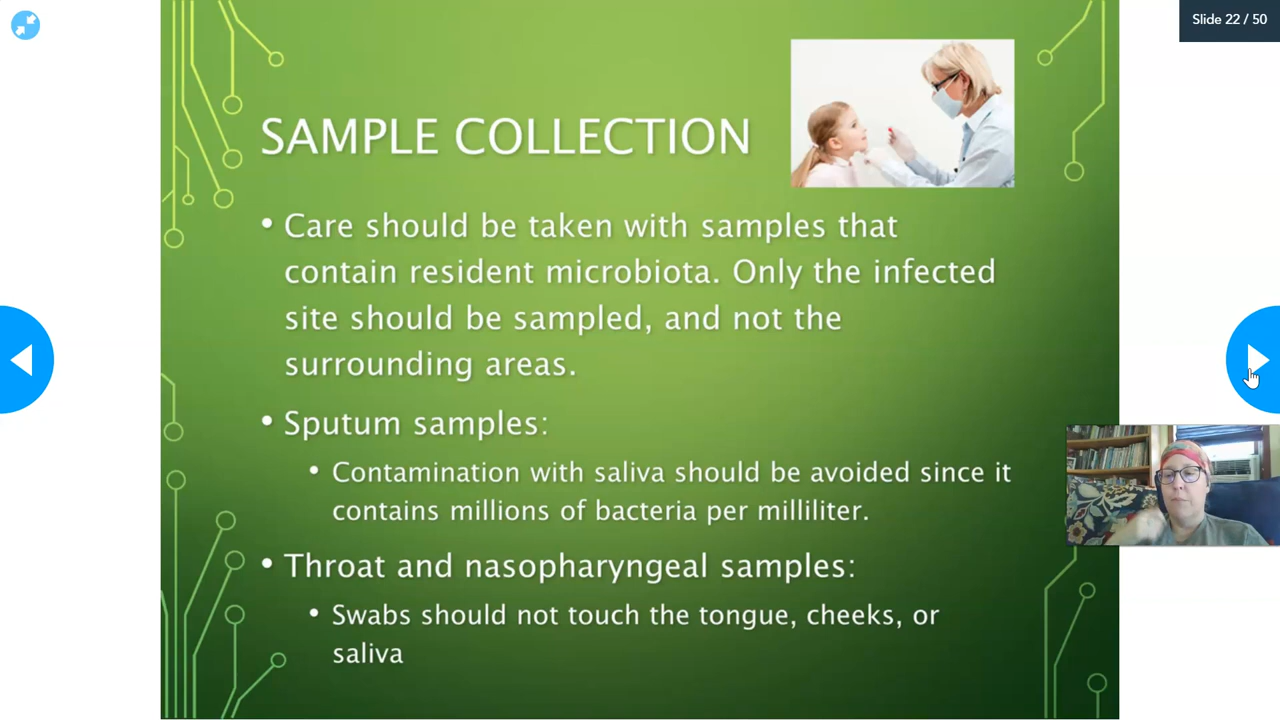 Slide 22 / 50
SAMPLE COLLECTION
• Care should be taken with samples that
contain resident microbiota. Only the infected
site should be sampled, and not the
surrounding areas.
• Sputum samples:
• Contamination with saliva should be avoided since it
contains millions of bacteria per milliliter.
• Throat and nasopharyngeal samples:
• Swabs should not touch the tongue, cheeks, or
saliva